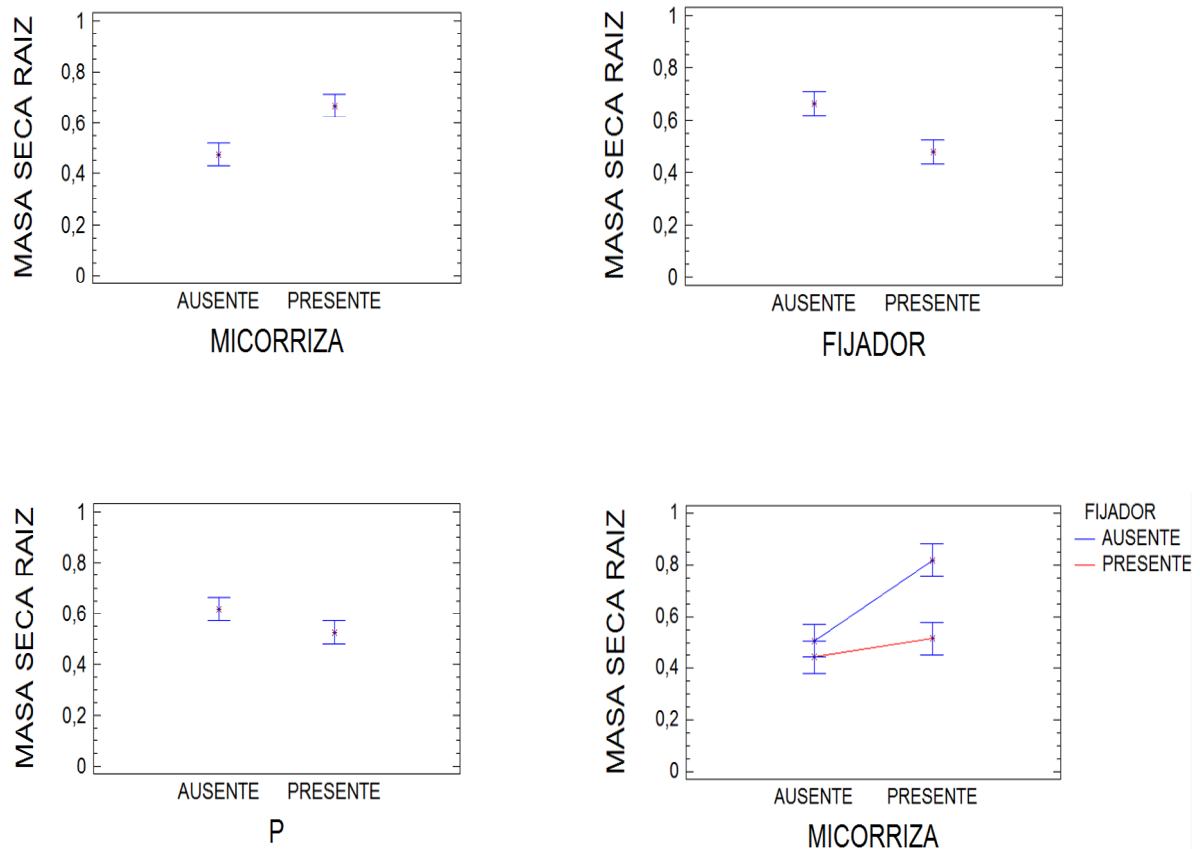 MASA SECA RAIZ
1
0,8
0,6
0,4
0,2
0
AUSENTE PRESENTE
MICORRIZA
MASA SECA RAIZ
1
0,8
0,6
0,4
0,2
0
AUSENTE PRESENTE
FIJADOR
MASA SECA RAIZ
1
0,8
0,6
0,4
0,2
0
AUSENTE PRESENTE
P
MASA SECA RAIZ
1
0,8
0,6
0,4
0,2
0
AUSENTE PRESENTE
MICORRIZA
FIJADOR
AUSENTE
PRESENTE